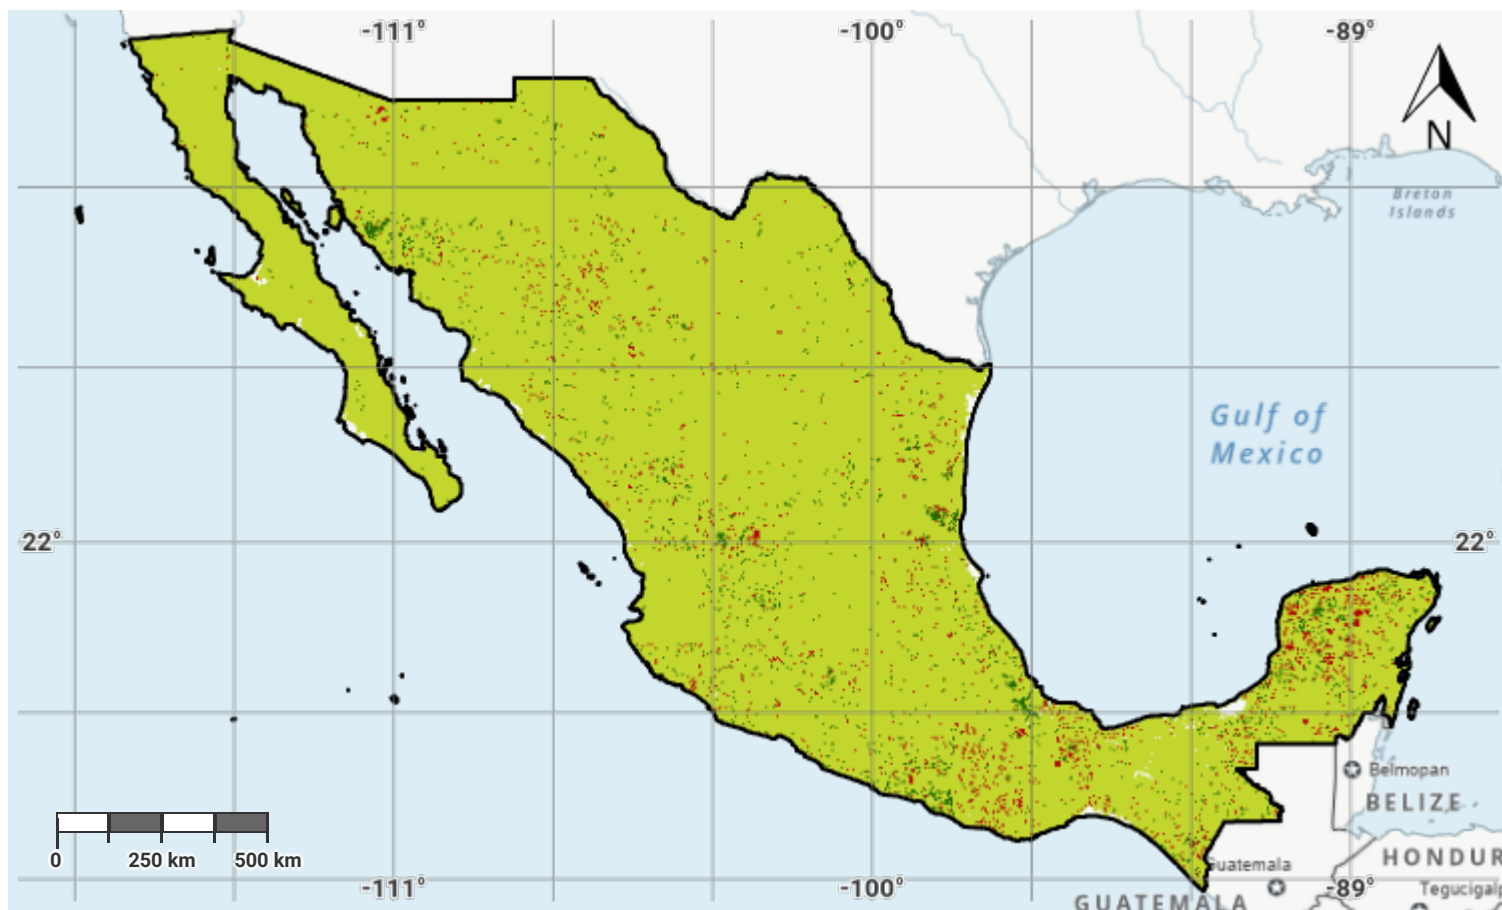 -111°
-100°
-89°
N
Breton
Islands
Gulf of
Mexico
22°
22°
Belmopan
BELIZE
0
250 km
500 km
Guatemala
HONDUR
-111°
-100°
-89°
Tegucigalp
GUATEMALA